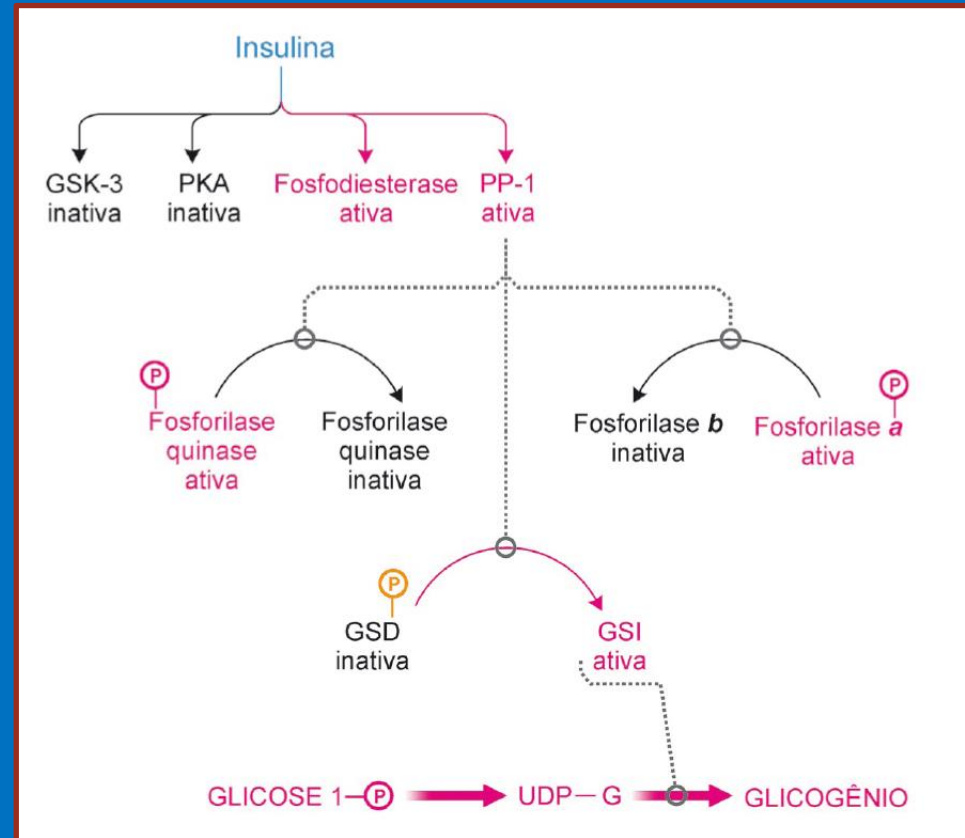 Insulina
GSK-3
inativa
PKA
inativa
Fosfodiesterase
ativa
PP-1
ativa
P
Fosforilase
quinase
ativa
Fosforilase
quinase
inativa
Fosforilase b
inativa
P
Fosforilase a
ativa
P
GSD
inativa
GSI
ativa
GLICOSE 1—P
UDP—G
GLICOGÊNIO